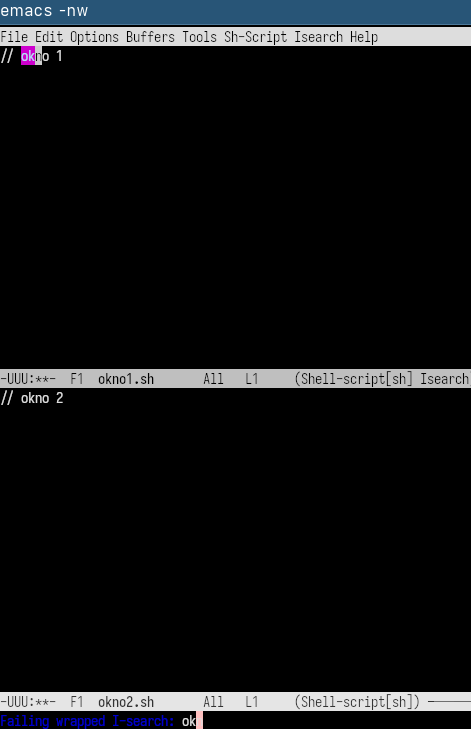 emacs -nw
File Edit Options Buffers Tools Sh-Script Isearch Help
// okno 1
-UUU:**-  F1  okno1.sh       All   L1     (Shell-script[sh] Isearch
// okno 2
-UUU:**-  F1  okno2.sh       All   L1     (Shell-script[sh])
Failing wrapped I-search: ok